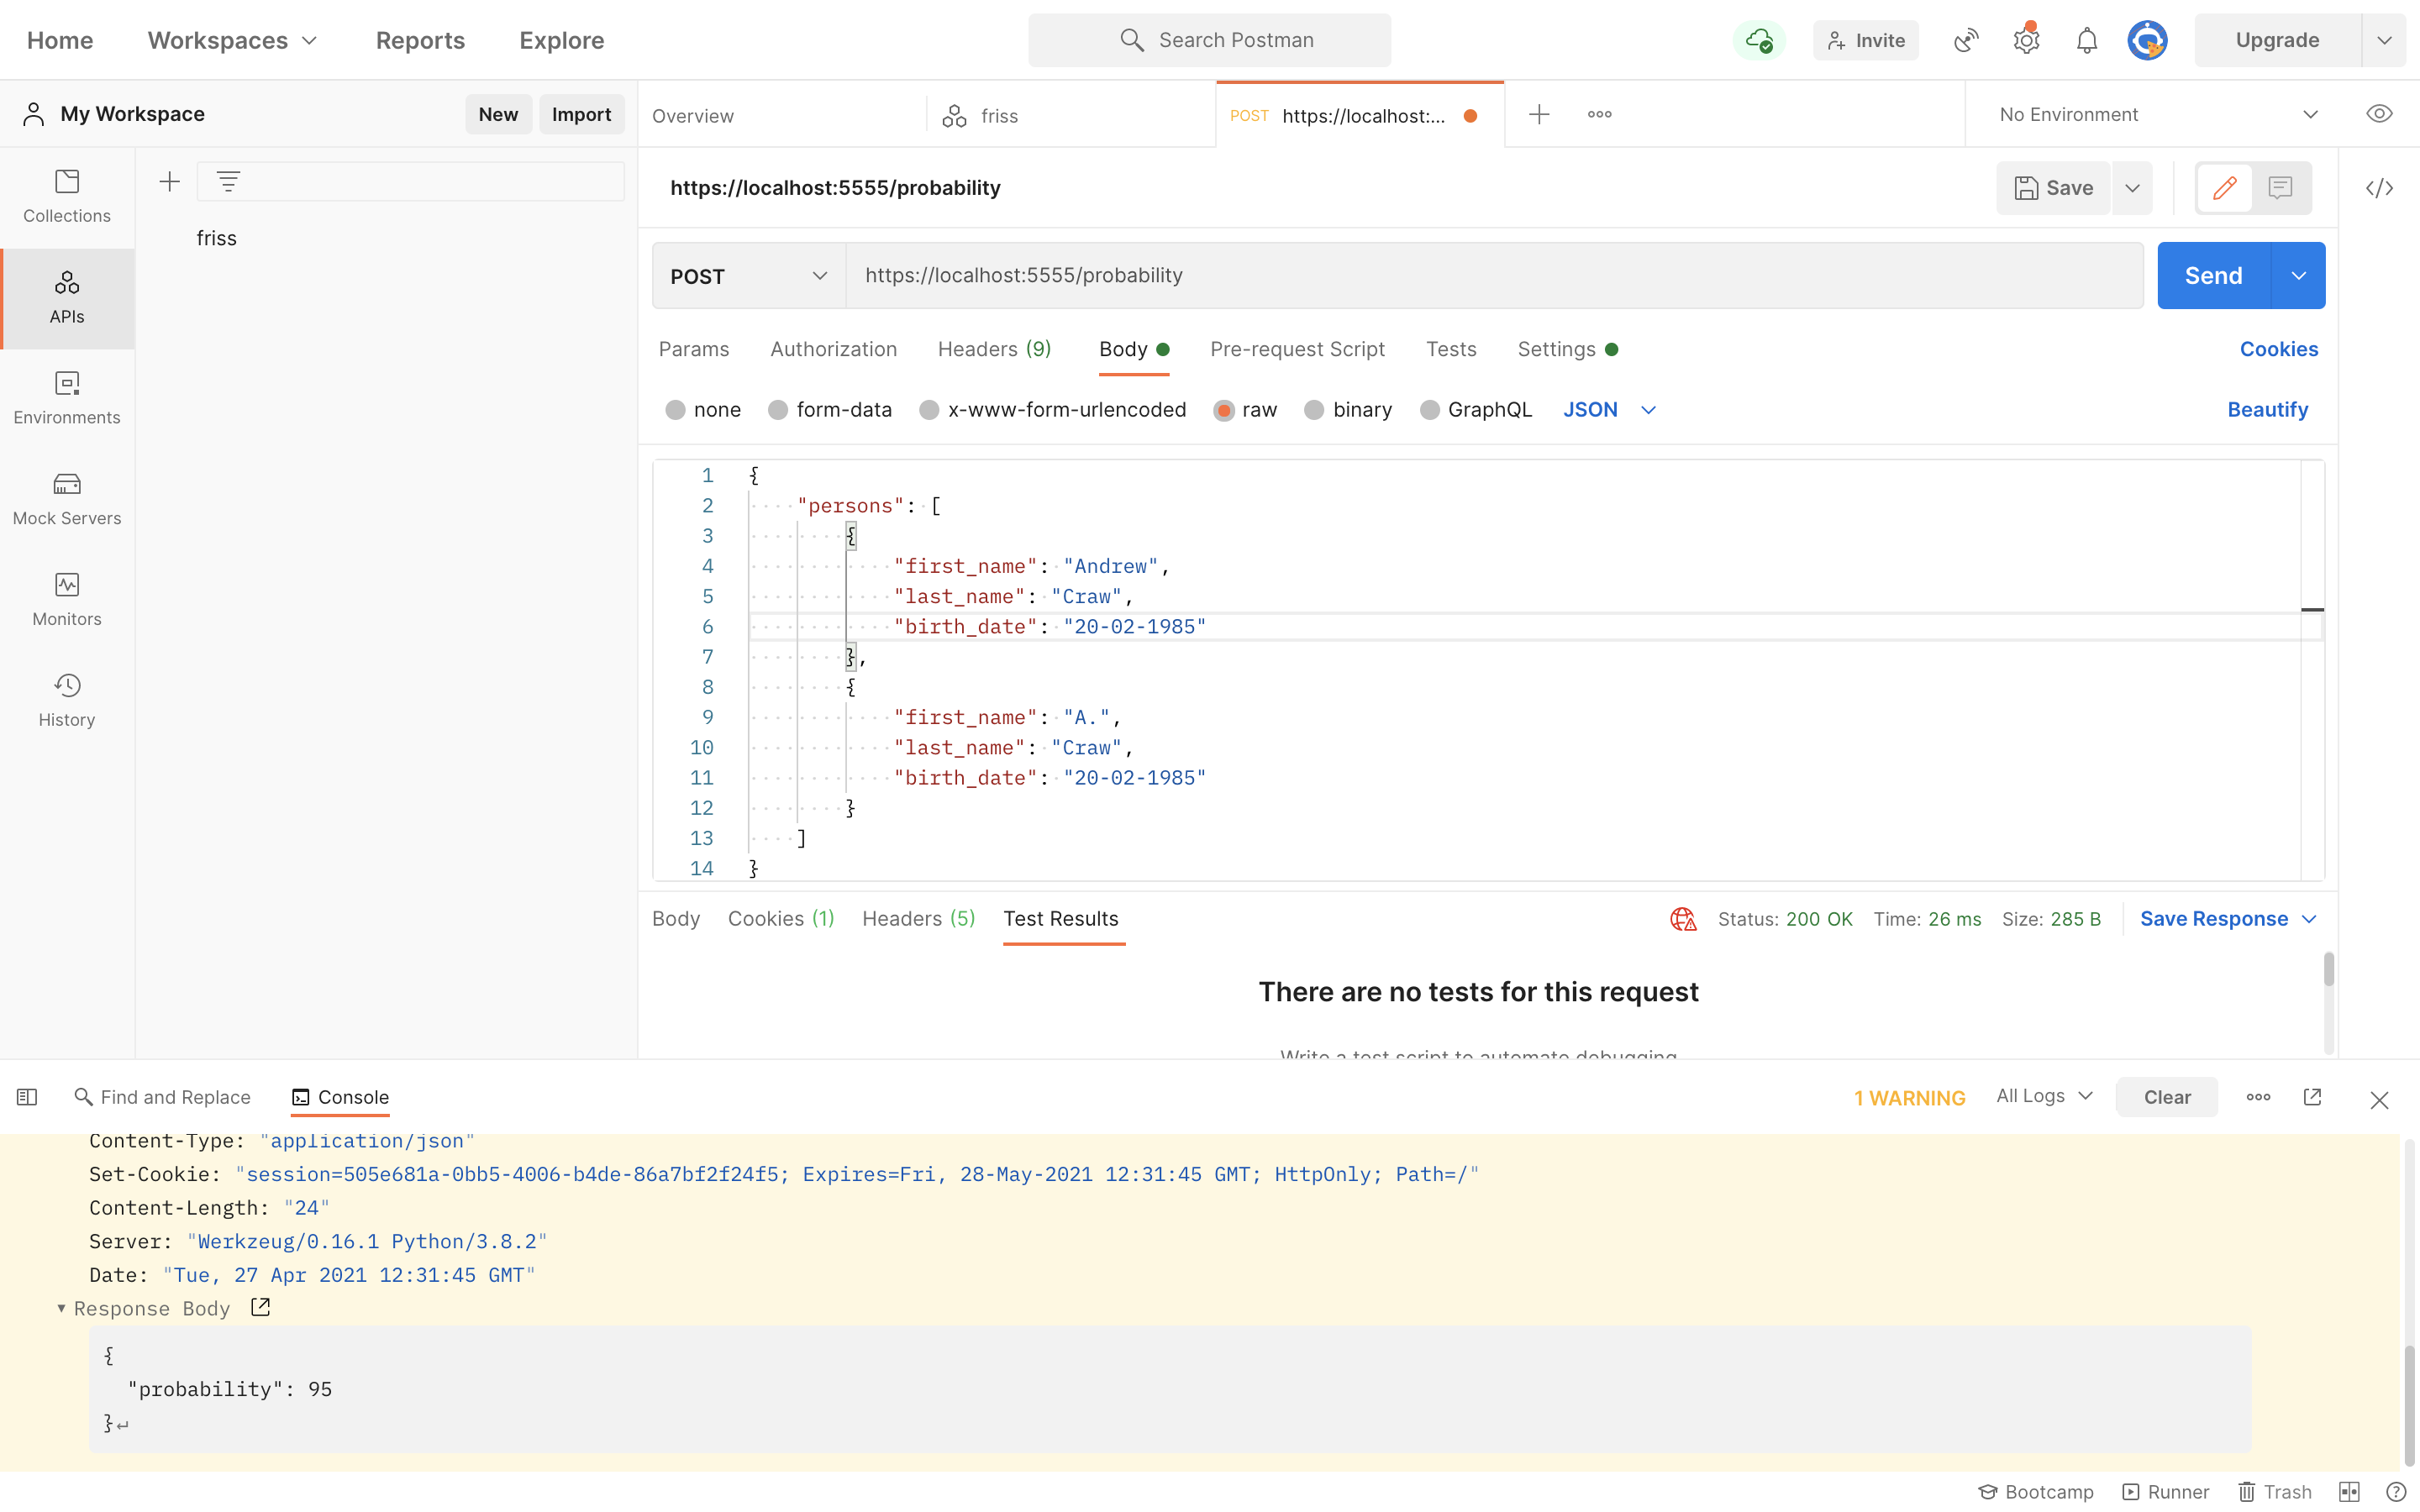 Home Workspaces Reports Explore Search Postman Invite Upgrade
My Workspace New Import Overview friss POST https://localhost:... No Environment
Collections
APIs
Environments
Mock Servers
Monitors
History
friss
https://localhost:5555/probability Save
POST https://localhost:5555/probability Send
Params Authorization Headers (9) Body Pre-request Script Tests Settings Cookies
none form-data x-www-form-urlencoded raw binary GraphQL JSON Beautify
1 {
2 "persons": [
3 {
4 "first_name": "Andrew",
5 "last_name": "Craw",
6 "birth_date": "20-02-1985"
7 },
8 {
9 "first_name": "A.",
10 "last_name": "Craw",
11 "birth_date": "20-02-1985"
12 }
13 ]
14 }
Body Cookies (1) Headers (5) Test Results Status: 200 OK Time: 26 ms Size: 285 B Save Response
There are no tests for this request
Write a test script to automate debugging
Find and Replace Console 1 WARNING All Logs Clear
Content-Type: "application/json"
Set-Cookie: "session=505e681a-0bb5-4006-b4de-86a7bf2f24f5; Expires=Fri, 28-May-2021 12:31:45 GMT; HttpOnly; Path=/"
Content-Length: "24"
Server: "Werkzeug/0.16.1 Python/3.8.2"
Date: "Tue, 27 Apr 2021 12:31:45 GMT"
Response Body
{
"probability": 95
}↵
Bootcamp Runner Trash